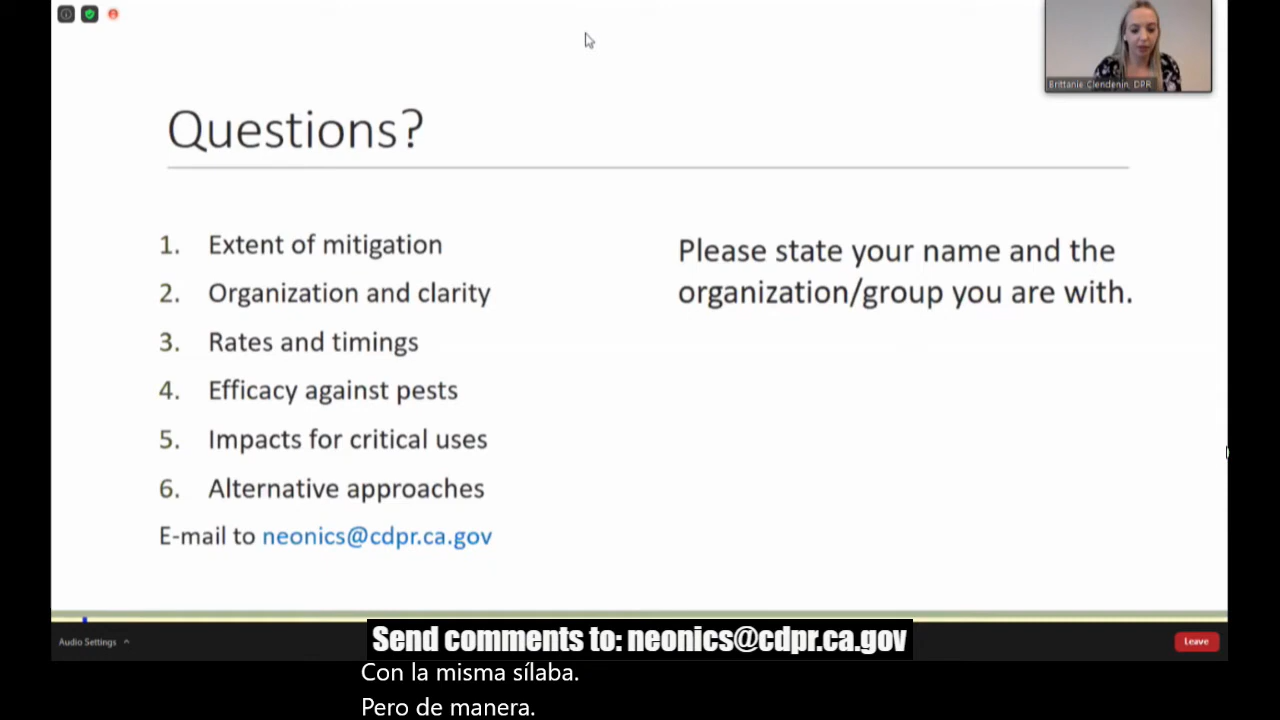 Brittanie Clendenin, DPR
Questions?
1. Extent of mitigation
2. Organization and clarity
3. Rates and timings
4. Efficacy against pests
5. Impacts for critical uses
6. Alternative approaches
E-mail to neonics@cdpr.ca.gov
Please state your name and the
organization/group you are with.
Audio Settings
Send comments to: neonics@cdpr.ca.gov
Leave
Con la misma sílaba.
Pero de manera.